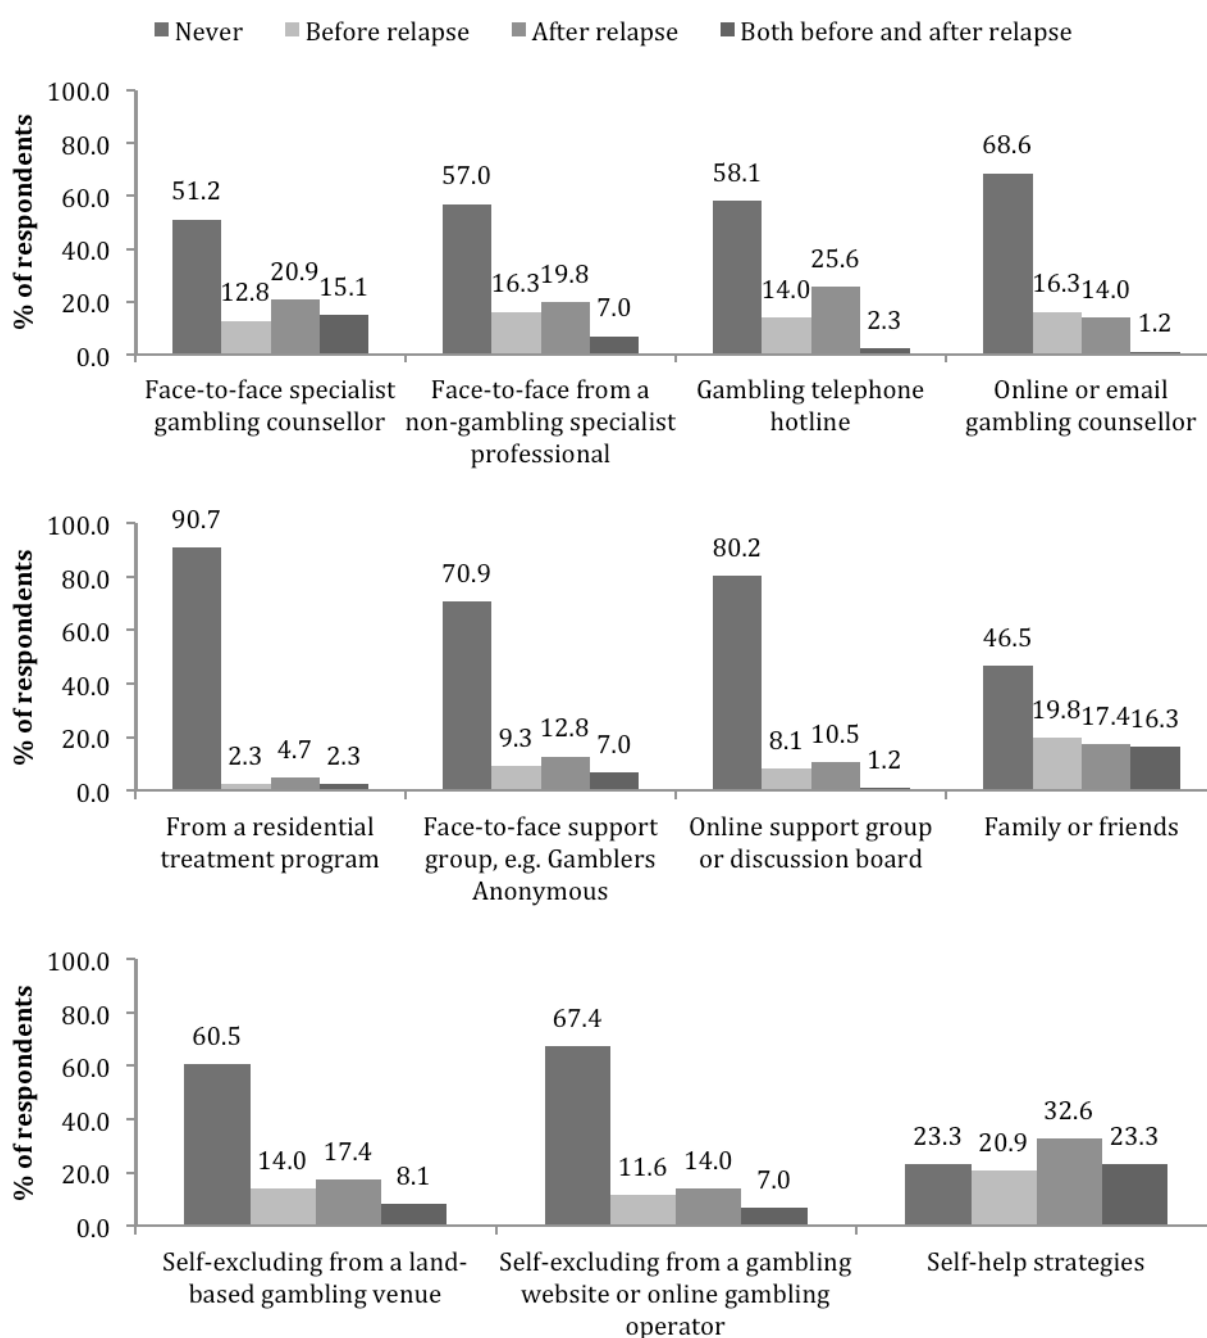 Never Before relapse After relapse Both before and after relapse
% of respondents
100.0
80.0
60.0
40.0
20.0
0.0
51.2 12.8 20.9 15.1
57.0 16.3 19.8 7.0
58.1 14.0 25.6 2.3
68.6 16.3 14.0 1.2
Face-to-face specialist
gambling counsellor
Face-to-face from a
non-gambling specialist
professional
Gambling telephone
hotline
Online or email
gambling counsellor
% of respondents
100.0
80.0
60.0
40.0
20.0
0.0
90.7 2.3 4.7 2.3
70.9 9.3 12.8 7.0
80.2 8.1 10.5 1.2
46.5 19.8 17.4 16.3
From a residential
treatment program
Face-to-face support
group, e.g. Gamblers
Anonymous
Online support group
or discussion board
Family or friends
% of respondents
100.0
80.0
60.0
40.0
20.0
0.0
60.5 14.0 17.4 8.1
67.4 11.6 14.0 7.0
23.3 20.9 32.6 23.3
Self-excluding from a land-
based gambling venue
Self-excluding from a gambling
website or online gambling
operator
Self-help strategies